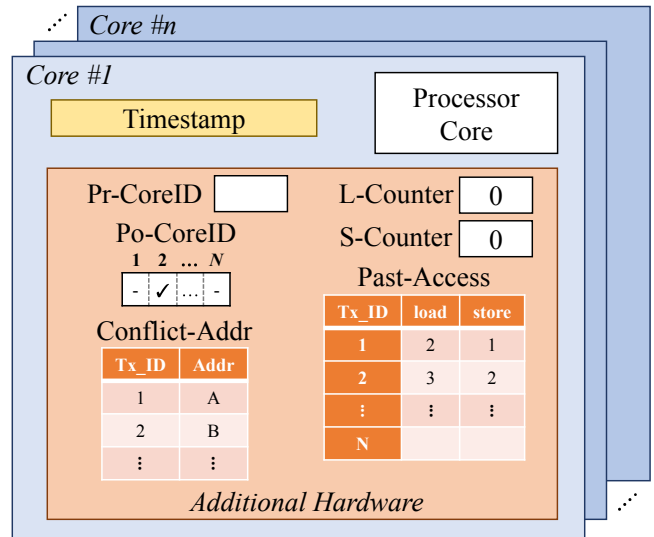 Core #n
Core #1
Timestamp
Processor
Core
Pr-CoreID
L-Counter 0
Po-CoreID
S-Counter 0
1 2 ... N
- ✓ ... -
Past-Access
Tx_ID load store
1 2 1
2 3 2
⋮ ⋮ ⋮
N
Conflict-Addr
Tx_ID Addr
1 A
2 B
⋮ ⋮
Additional Hardware